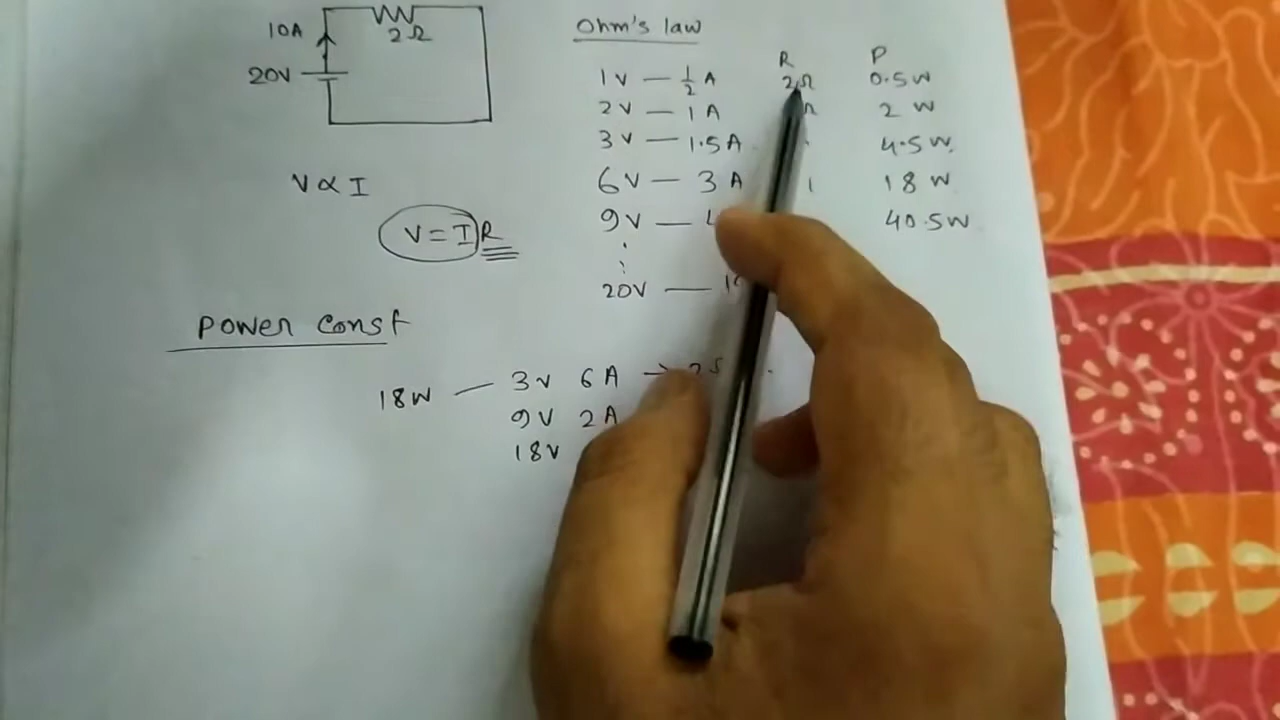 10A
2Ω
20V
Ohm's law
R P
1V — 1/2 A 2Ω 0.5W
2V — 1A Ω 2 W
3V — 1.5A 4.5W.
6V — 3 A 18 W
9V — 40.5W
20V —
V ∝ I
V = IR
Power Const
18W — 3V 6A →
9V 2A
18V